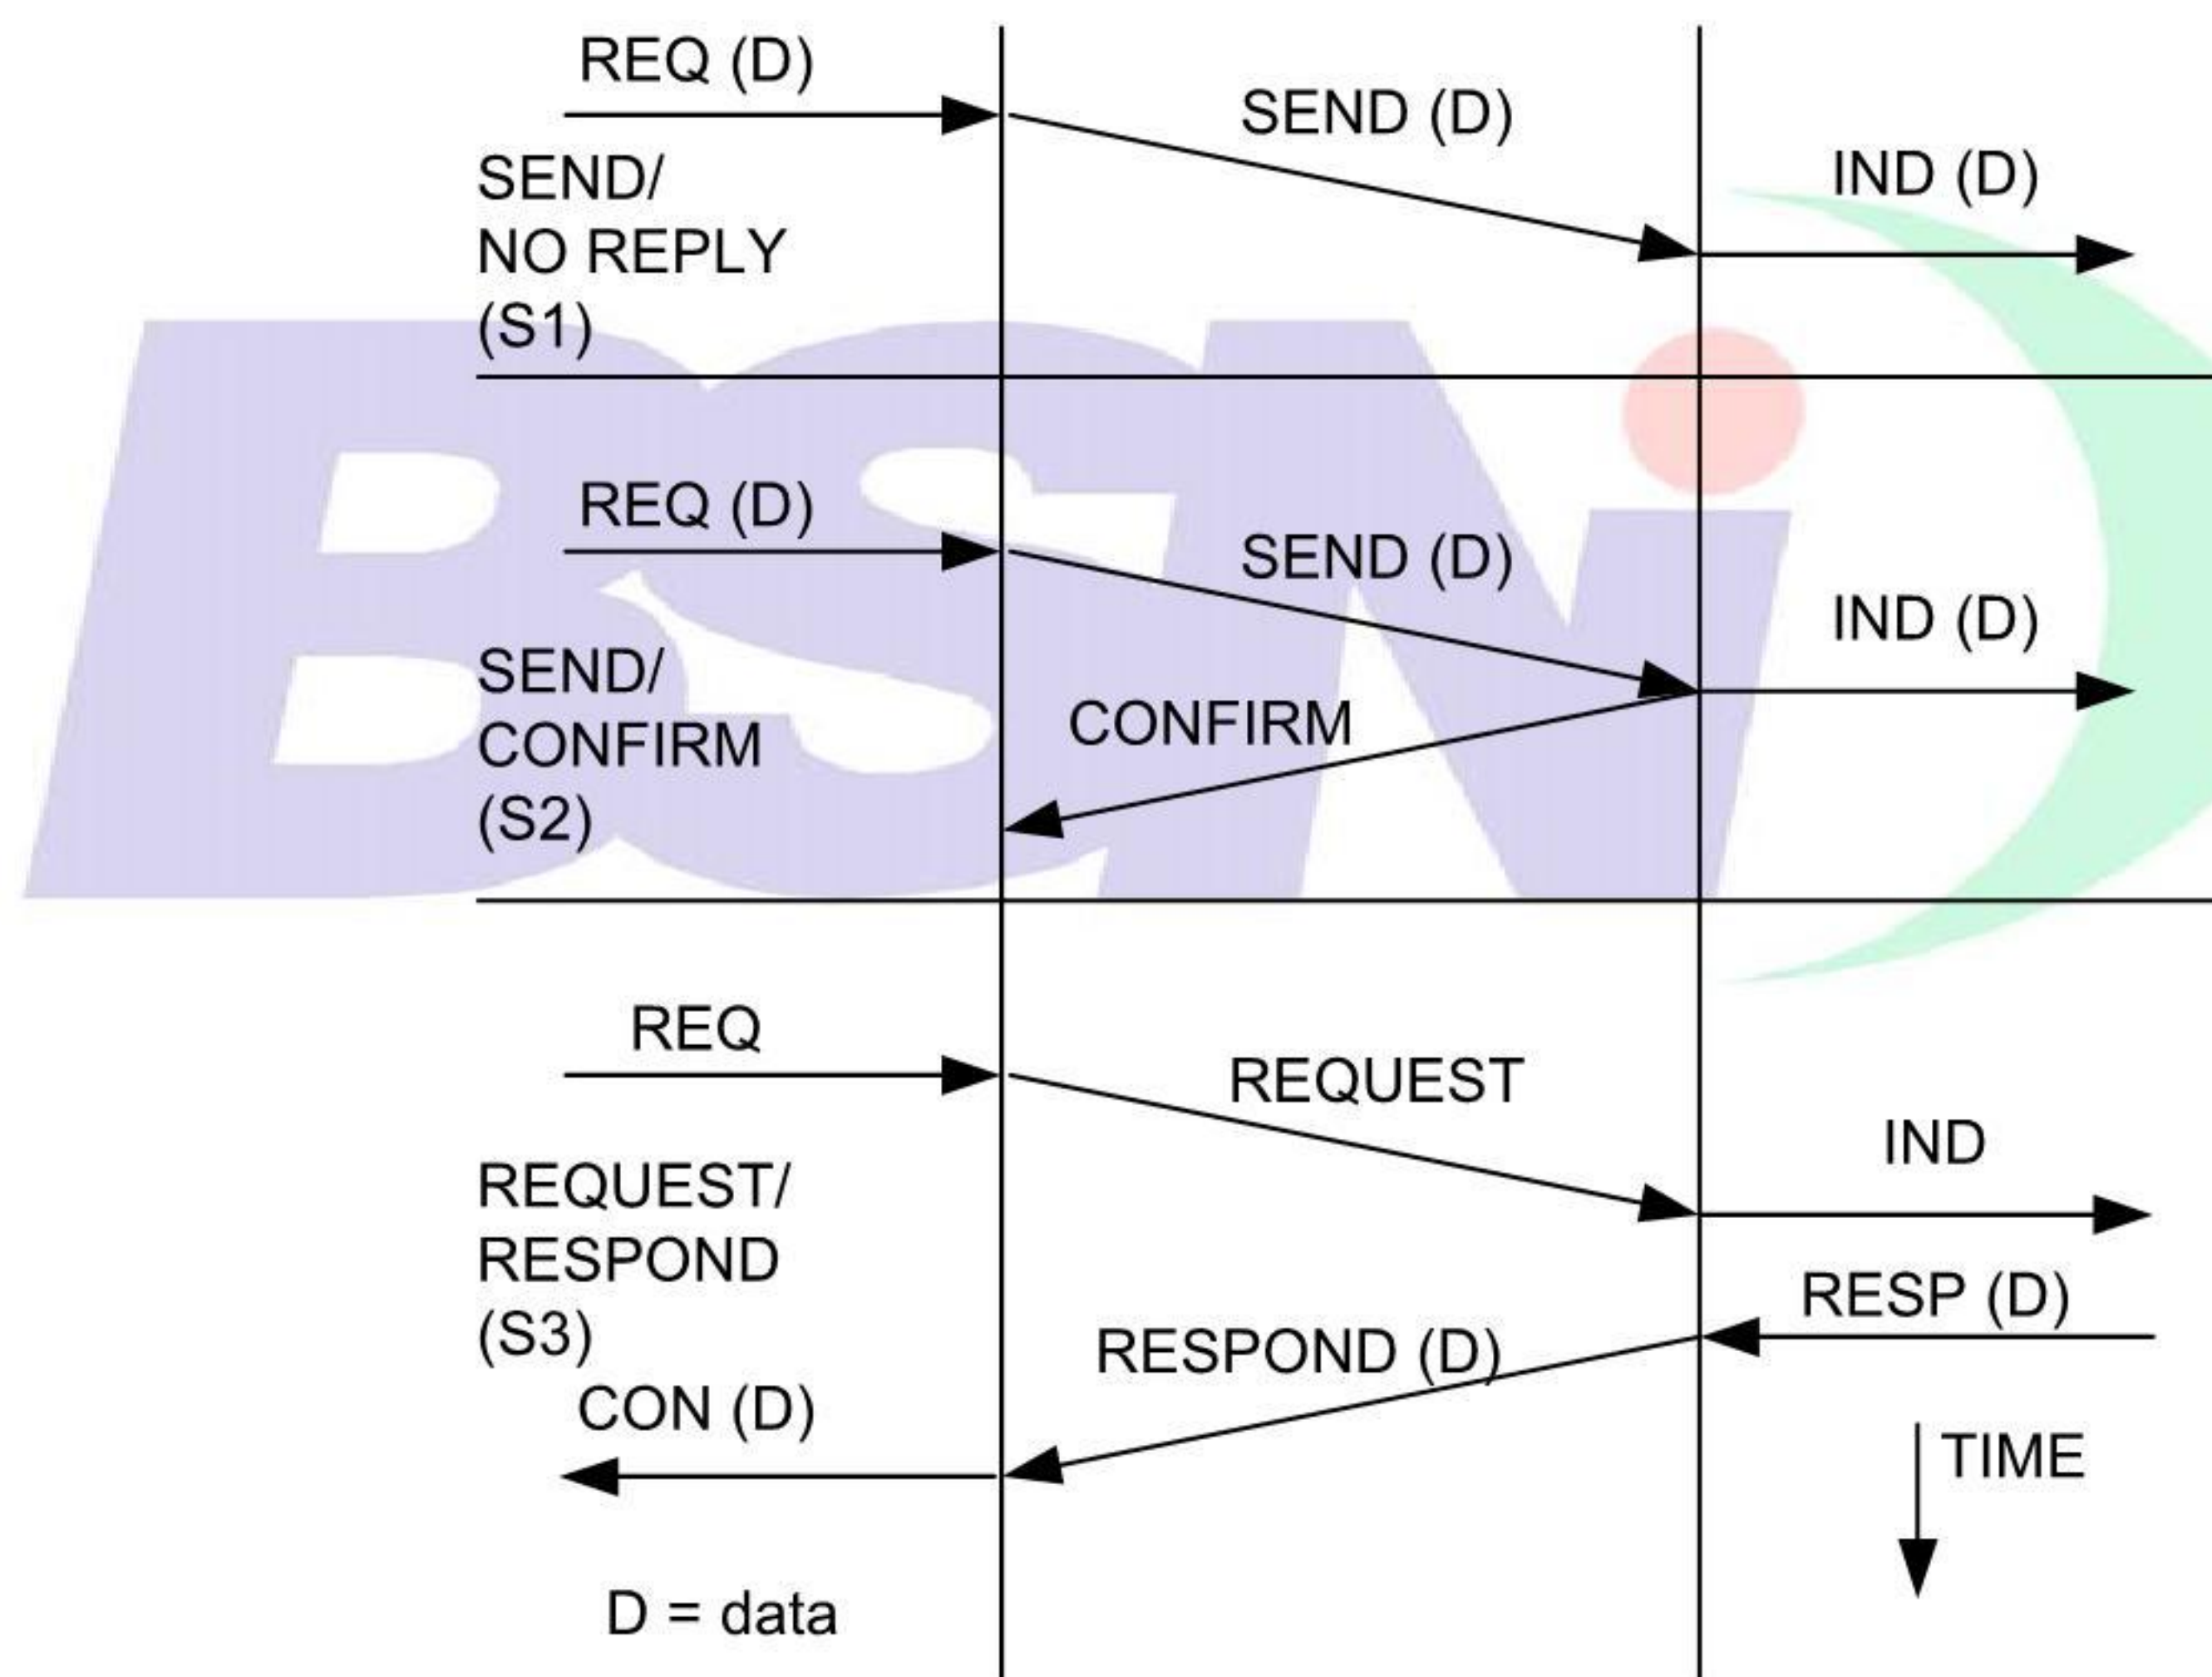 REQ (D)
SEND (D)
IND (D)
SEND/
NO REPLY
(S1)
REQ (D)
SEND (D)
IND (D)
SEND/
CONFIRM
(S2)
CONFIRM
REQ
REQUEST
IND
REQUEST/
RESPOND
(S3)
RESP (D)
RESPOND (D)
CON (D)
TIME
D = data
BSNi